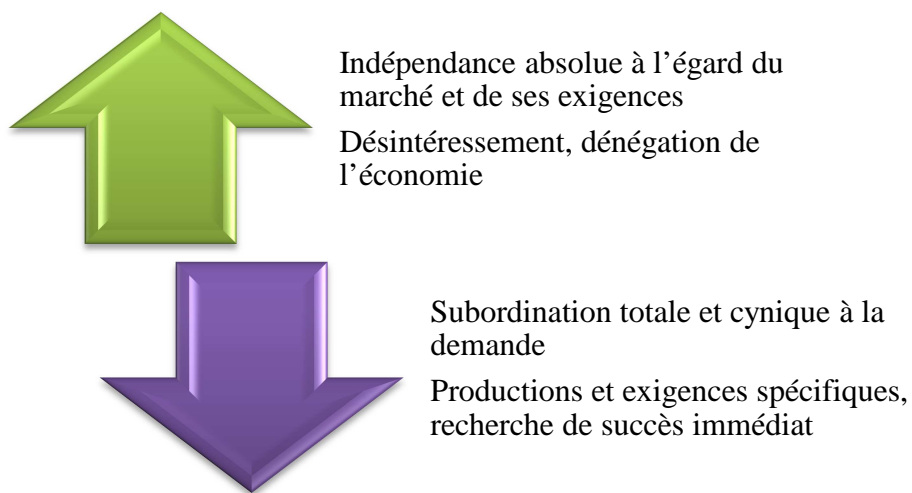 Indépendance absolue à l’égard du
marché et de ses exigences
Désintéressement, dénégation de
l’économie
Subordination totale et cynique à la
demande
Productions et exigences spécifiques,
recherche de succès immédiat